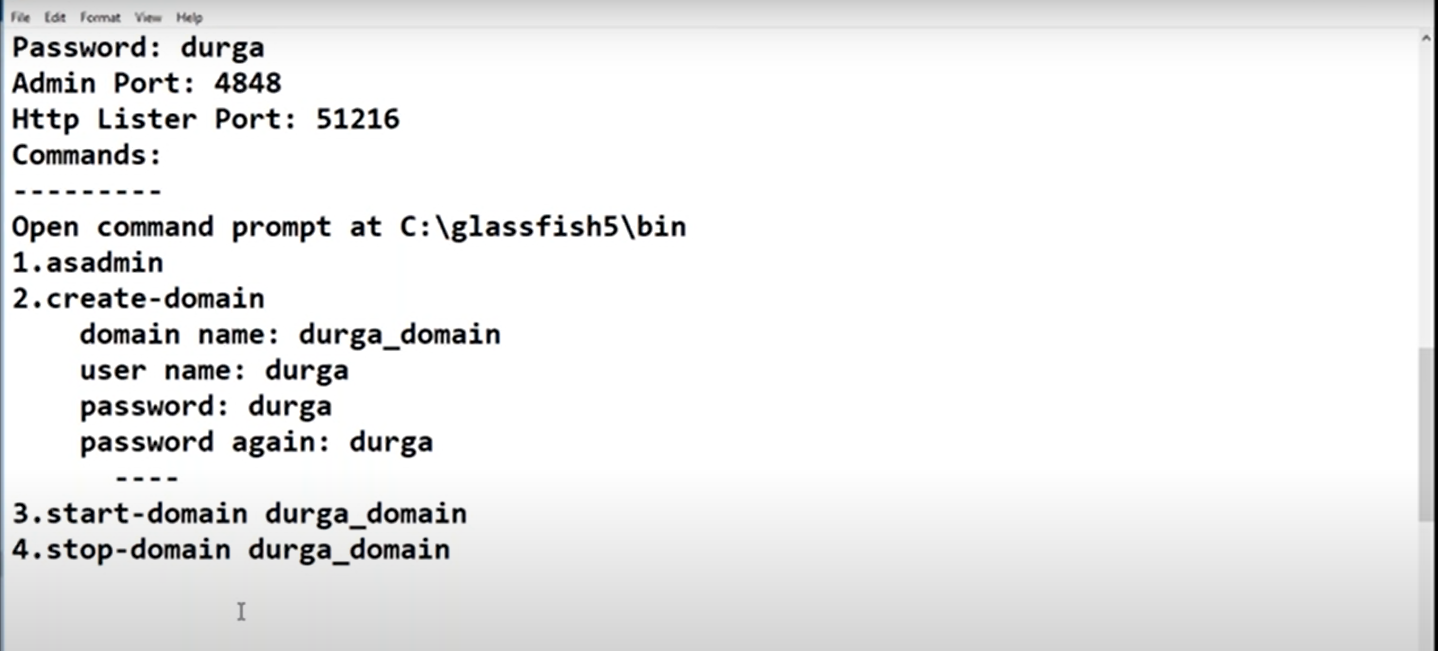 File Edit Format View Help
Password: durga
Admin Port: 4848
Http Lister Port: 51216
Commands:
---------
Open command prompt at C:\glassfish5\bin
1.asadmin
2.create-domain
    domain name: durga_domain
    user name: durga
    password: durga
    password again: durga
      ----
3.start-domain durga_domain
4.stop-domain durga_domain